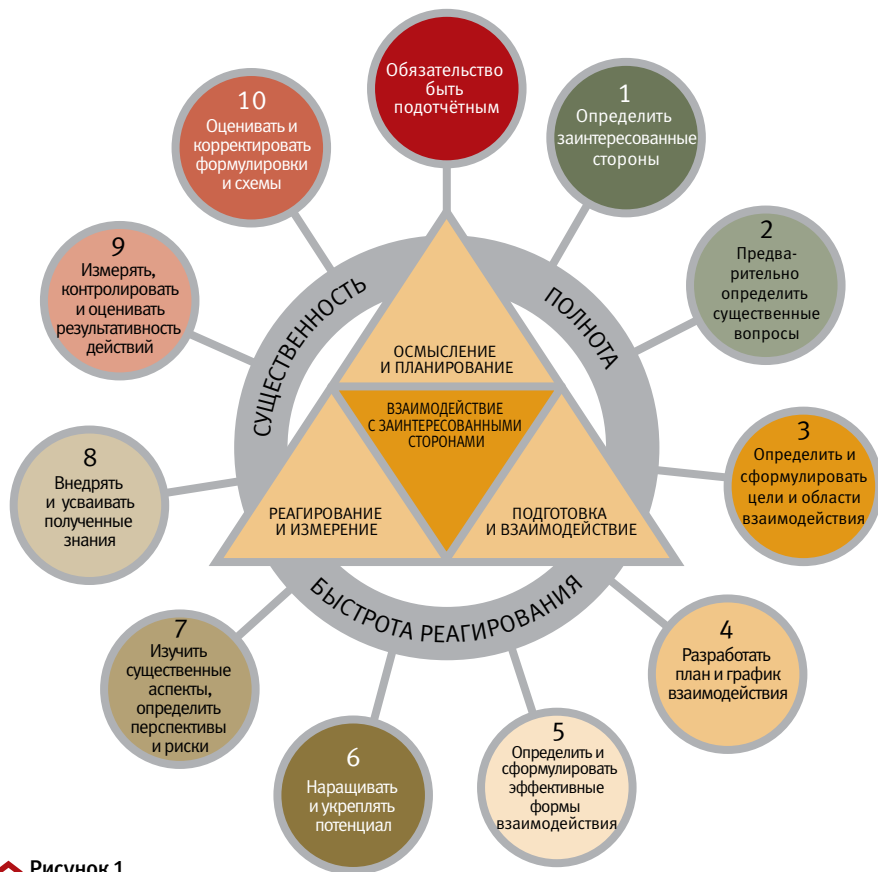 Обязательство
быть
подотчётным
1
Определить
заинтересованные
стороны
2
Предва-
рительно
определить
существенные
вопросы
3
Определить и
сформулировать
цели и области
взаимодействия
4
Разработать
план и график
взаимодействия
5
Определить и
сформулировать
эффективные
формы
взаимодействия
6
Наращивать
и укреплять
потенциал
7
Изучить
существенные
аспекты,
определить
перспективы
и риски
8
Внедрять
и усваивать
полученные
знания
9
Измерять,
контролировать
и оценивать
результативность
действий
10
Оценивать и
корректировать
формулировки
и схемы
СУЩЕСТВЕННОСТЬ
ПОЛНОТА
БЫСТРОТА РЕАГИРОВАНИЯ
ОСМЫСЛЕНИЕ
И ПЛАНИРОВАНИЕ
ВЗАИМОДЕЙСТВИЕ
С ЗАИНТЕРЕСОВАННЫМИ
СТОРОНАМИ
РЕАГИРОВАНИЕ
И ИЗМЕРЕНИЕ
ПОДГОТОВКА
И ВЗАИМОДЕЙСТВИЕ
Рисунок 1